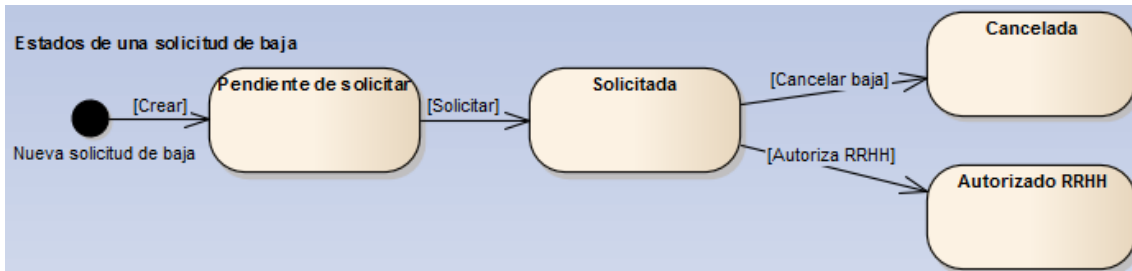 Estados de una solicitud de baja
Nueva solicitud de baja
[Crear]
Pendiente de solicitar
[Solicitar]
Solicitada
[Cancelar baja]
Cancelada
[Autoriza RRHH]
Autorizado RRHH